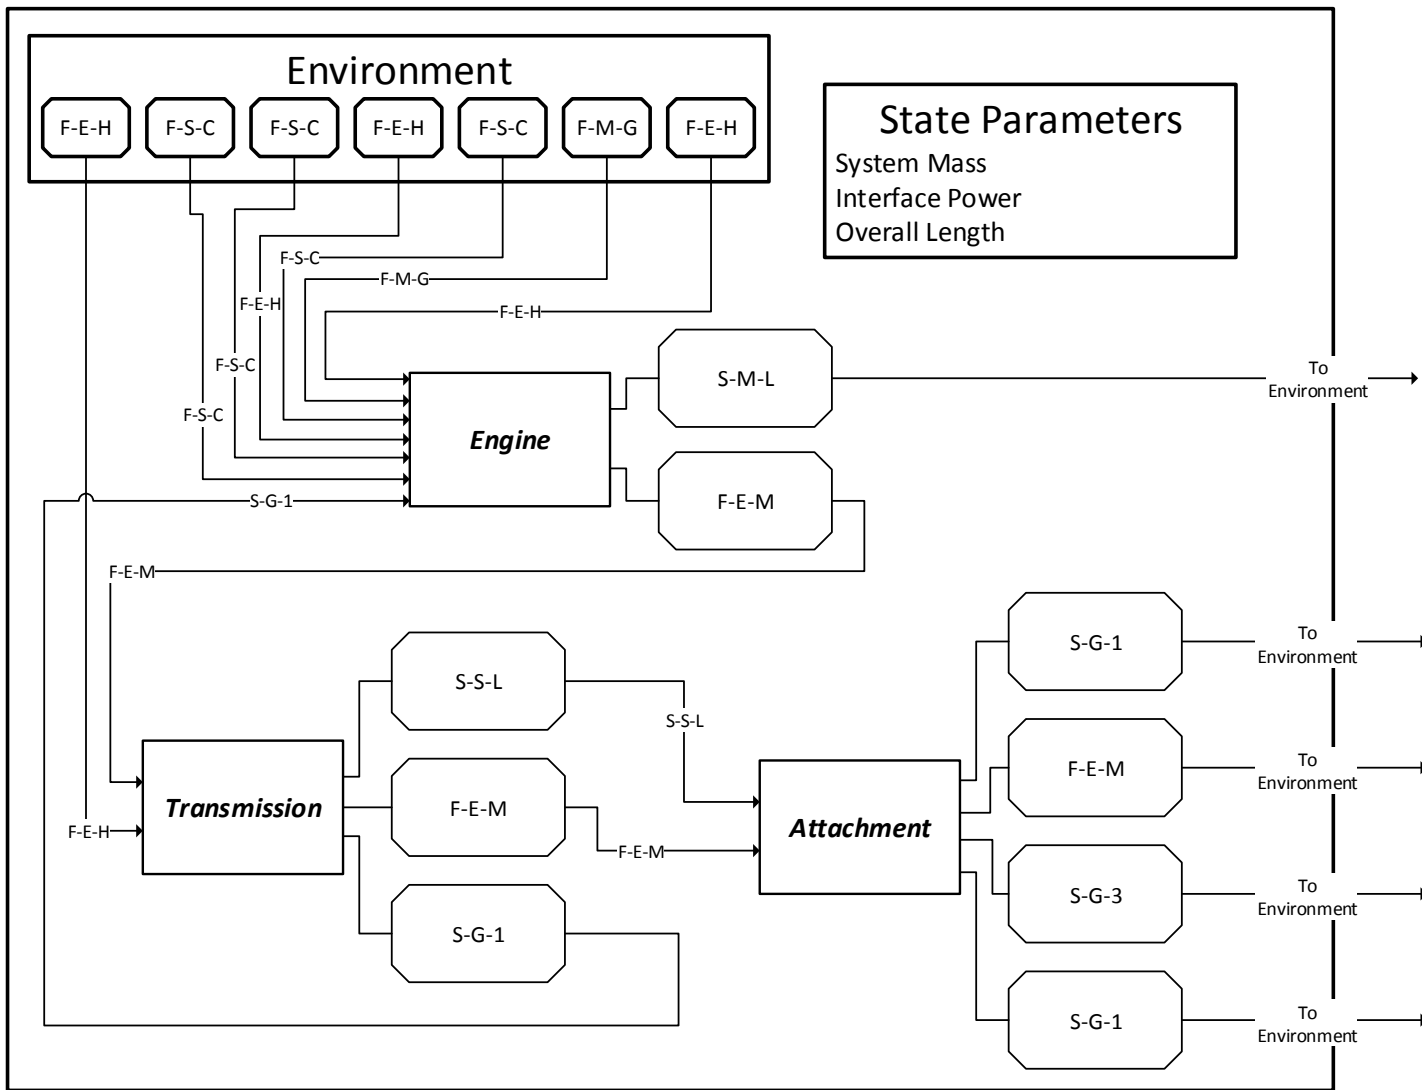 Environment
F-E-H F-S-C F-S-C F-E-H F-S-C F-M-G F-E-H
State Parameters
System Mass
Interface Power
Overall Length
F-S-C
F-M-G
F-E-H
F-E-H
F-S-C
F-S-C
S-G-1
Engine
S-M-L
To
Environment
F-E-M
F-E-M
S-S-L
S-S-L
Transmission
F-E-H
F-E-M
F-E-M
S-G-1
Attachment
S-G-1
To
Environment
F-E-M
To
Environment
S-G-3
To
Environment
S-G-1
To
Environment